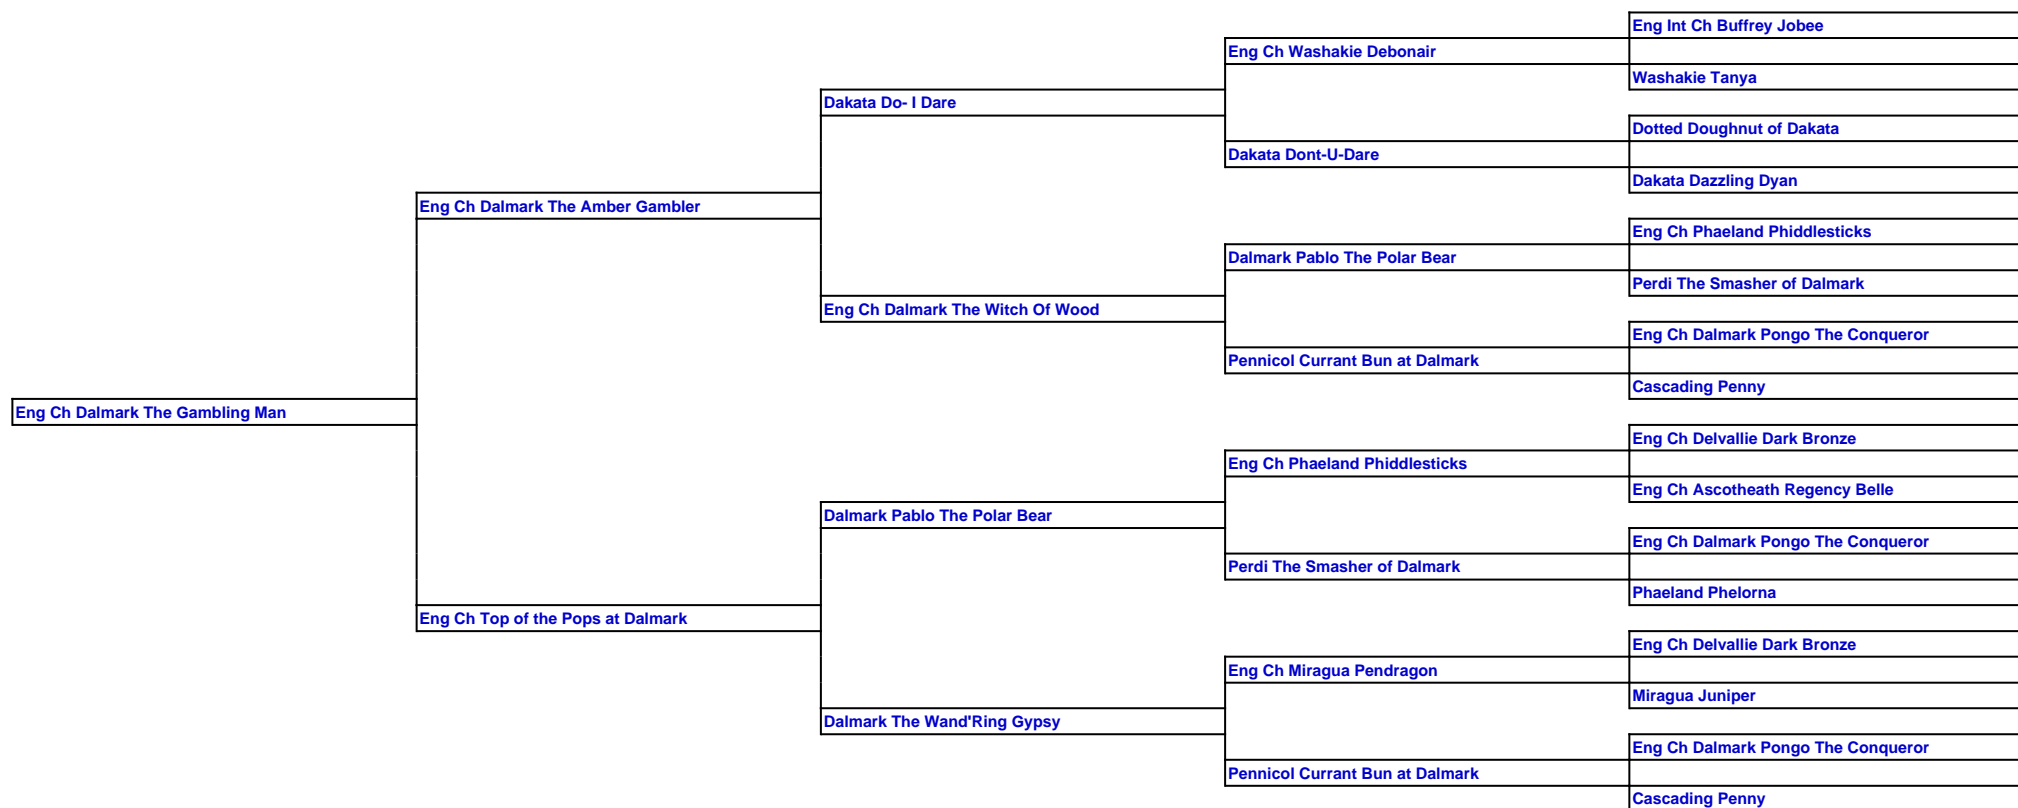 Eng Int Ch Buffrey Jobee
Eng Ch Washakie Debonair
Washakie Tanya
Dakata Do- I Dare
Dotted Doughnut of Dakata
Dakata Dont-U-Dare
Dakata Dazzling Dyan
Eng Ch Dalmark The Amber Gambler
Eng Ch Phaeland Phiddlesticks
Dalmark Pablo The Polar Bear
Perdi The Smasher of Dalmark
Eng Ch Dalmark The Witch Of Wood
Eng Ch Dalmark Pongo The Conqueror
Pennicol Currant Bun at Dalmark
Cascading Penny
Eng Ch Dalmark The Gambling Man
Eng Ch Delvallie Dark Bronze
Eng Ch Phaeland Phiddlesticks
Eng Ch Ascotheath Regency Belle
Dalmark Pablo The Polar Bear
Eng Ch Dalmark Pongo The Conqueror
Perdi The Smasher of Dalmark
Phaeland Phelorna
Eng Ch Top of the Pops at Dalmark
Eng Ch Delvallie Dark Bronze
Eng Ch Miragua Pendragon
Miragua Juniper
Dalmark The Wand'Ring Gypsy
Eng Ch Dalmark Pongo The Conqueror
Pennicol Currant Bun at Dalmark
Cascading Penny